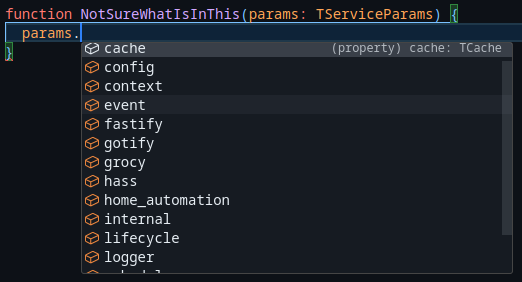 function NotSureWhatIsInThis(params: TServiceParams) {
params.
}
cache (property) cache: TCache
config
context
event
fastify
gotify
grocy
hass
home_automation
internal
lifecycle
logger